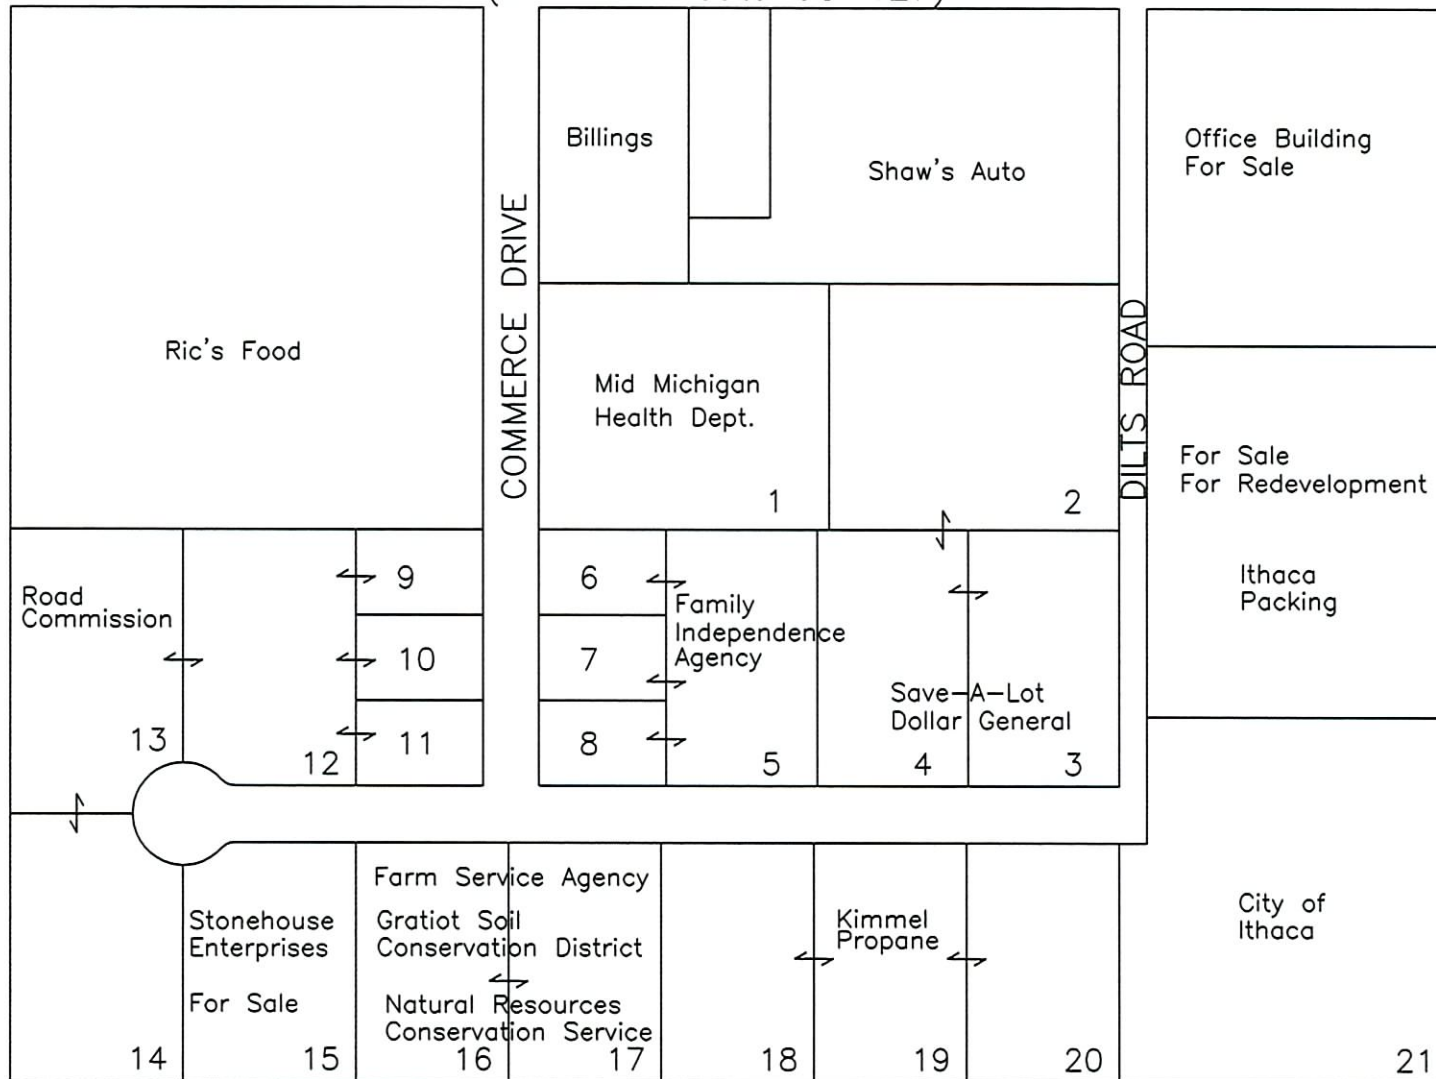 Billings
Shaw's Auto
Office Building
For Sale
COMMERCE DRIVE
Ric's Food
Mid Michigan
Health Dept.
1
2
DILTS ROAD
For Sale
For Redevelopment
Ithaca
Packing
Road
Commission
13
12
9
10
11
6
7
8
Family
Independence
Agency
5
Save-A-Lot
Dollar General
4
3
14
Stonehouse
Enterprises
For Sale
15
Farm Service Agency
Gratiot Soil
Conservation District
Natural Resources
Conservation Service
16
17
18
Kimmel
Propane
19
20
City of
Ithaca
21